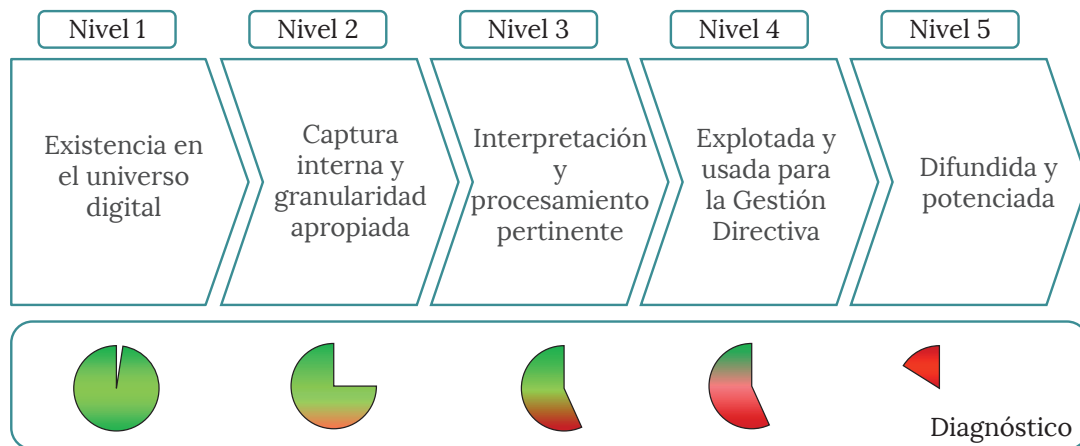 Nivel 1
Nivel 2
Nivel 3
Nivel 4
Nivel 5
Existencia en
el universo
digital
Captura
interna y
granularidad
apropiada
Interpretación
y
procesamiento
pertinente
Explotada y
usada para
la Gestión
Directiva
Difundida y
potenciada
Diagnóstico